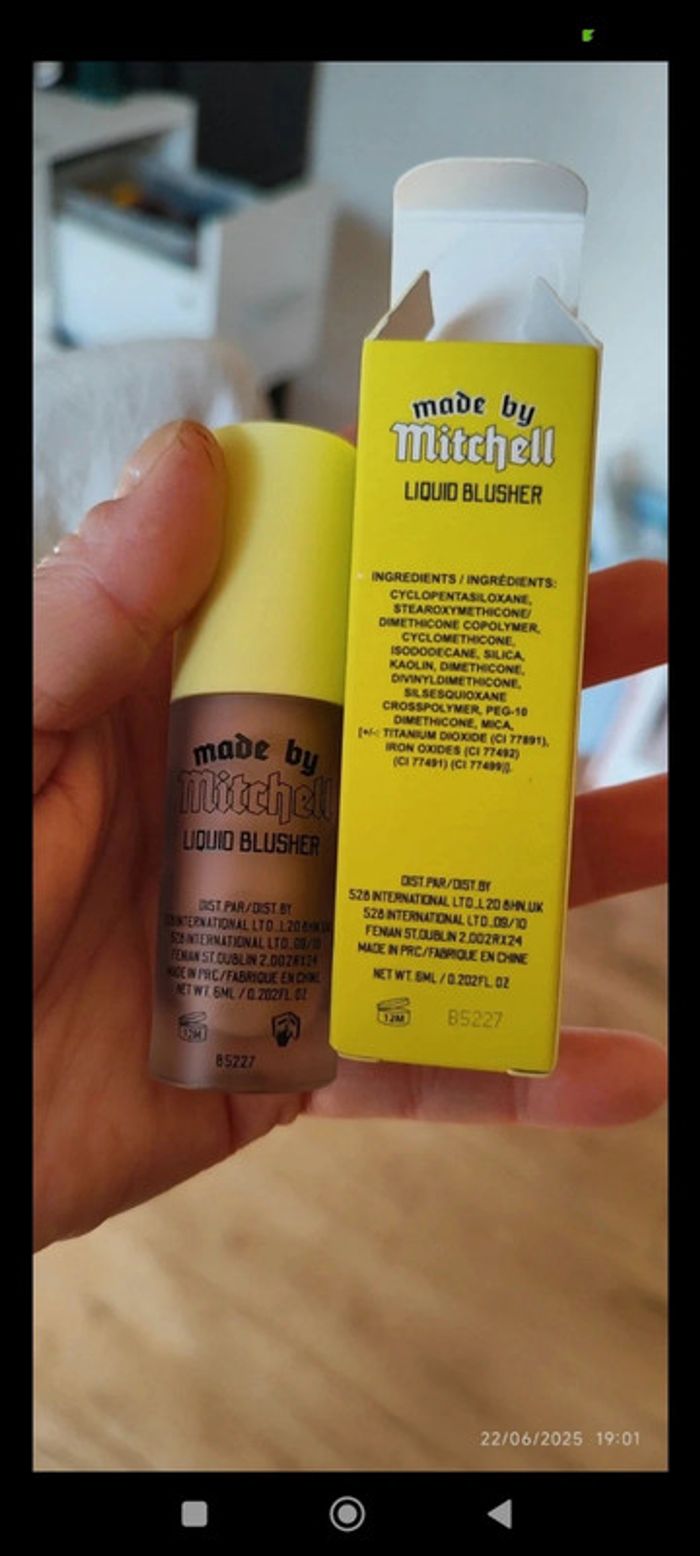 made by
Mitchell
LIQUID BLUSHER
INGREDIENTS / INGRÉDIENTS:
CYCLOPENTASILOXANE,
STEAROXYMETHICONE/
DIMETHICONE COPOLYMER,
CYCLOMETHICONE,
ISODODECANE, SILICA,
KAOLIN, DIMETHICONE,
DIVINYLDIMETHICONE,
SILSESQUIOXANE
CROSSPOLYMER, PEG-10
DIMETHICONE, MICA,
[+/-: TITANIUM DIOXIDE (CI 77891),
IRON OXIDES (CI 77492)
(CI 77491) (CI 77499)].
DIST.PAR/DIST.BY
528 INTERNATIONAL LTD.,L20 8HN.UK
528 INTERNATIONAL LTD.,09/10
FENIAN ST.DUBLIN 2,D02RX24
MADE IN PRC/FABRIQUE EN CHINE
NET WT. 6ML / 0.202FL. OZ
12M
B5227
made by
Mitchell
LIQUID BLUSHER
DIST.PAR/DIST.BY
528 INTERNATIONAL LTD.,L20 8HN.UK
528 INTERNATIONAL LTD.,09/10
FENIAN ST.DUBLIN 2,D02RX24
MADE IN PRC/FABRIQUE EN CHINE
NET WT. 6ML / 0.202FL. OZ
12M
B5227
22/06/2025 19:01